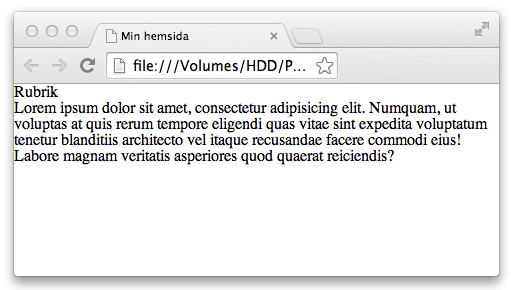 Min hemsida
file:///Volumes/HDD/P...
Rubrik
Lorem ipsum dolor sit amet, consectetur adipisicing elit. Numquam, ut
voluptas at quis rerum tempore eligendi quas vitae sint expedita voluptatum
tenetur blanditiis architecto vel itaque recusandae facere commodi eius!
Labore magnam veritatis asperiores quod quaerat reiciendis?